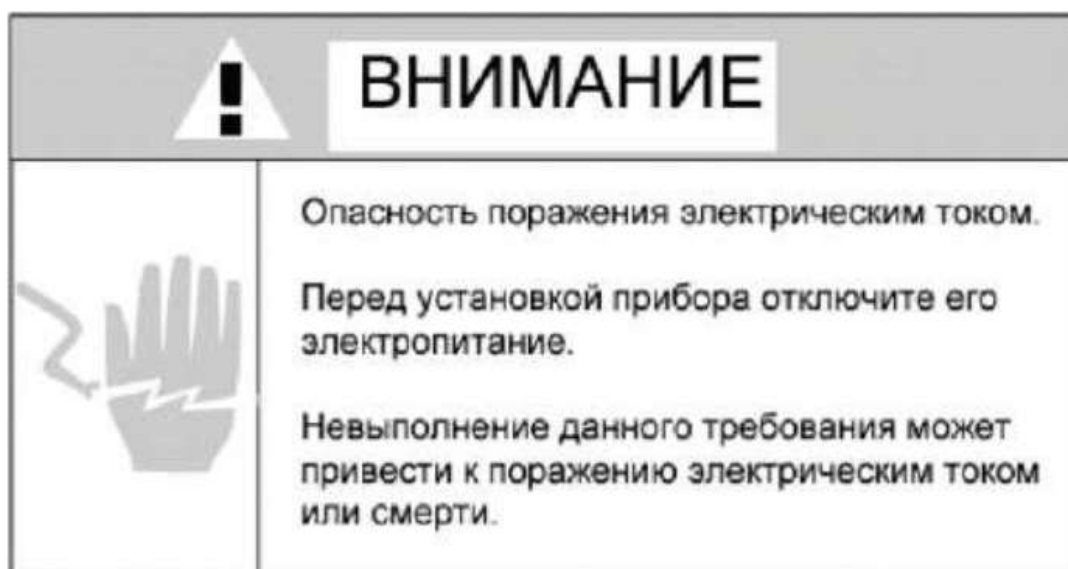 ВНИМАНИЕ
Опасность поражения электрическим током.
Перед установкой прибора отключите его
электропитание.
Невыполнение данного требования может
привести к поражению электрическим током
или смерти.